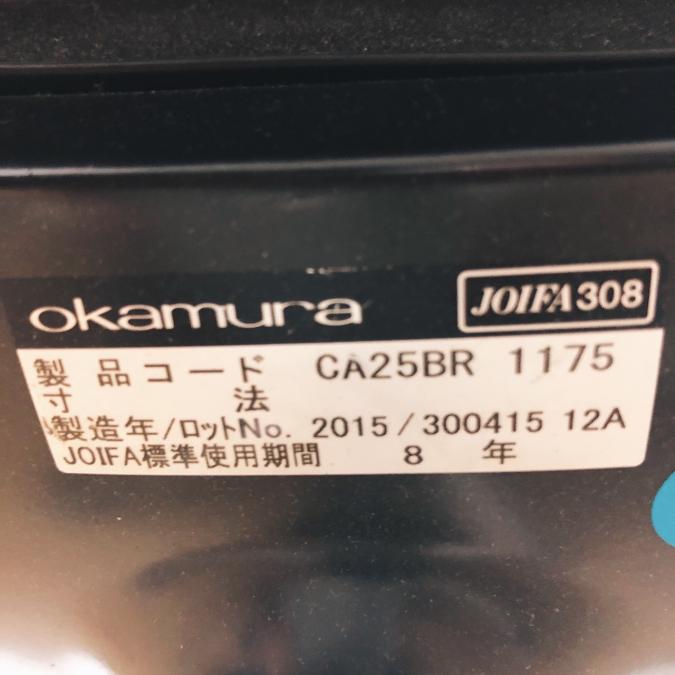 okamura JOIFA308
製品コード CA25BR 1175
寸法
製造年/ロットNo. 2015/300415 12A
JOIFA標準使用期間 8年